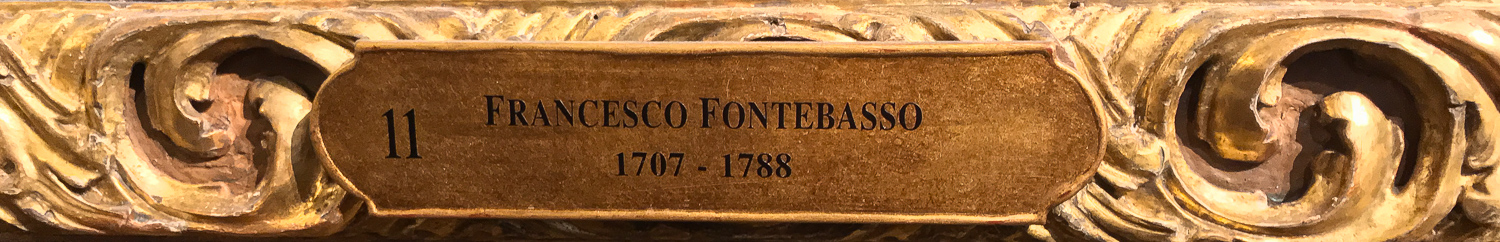 11
FRANCESCO FONTEBASSO
1707 - 1788